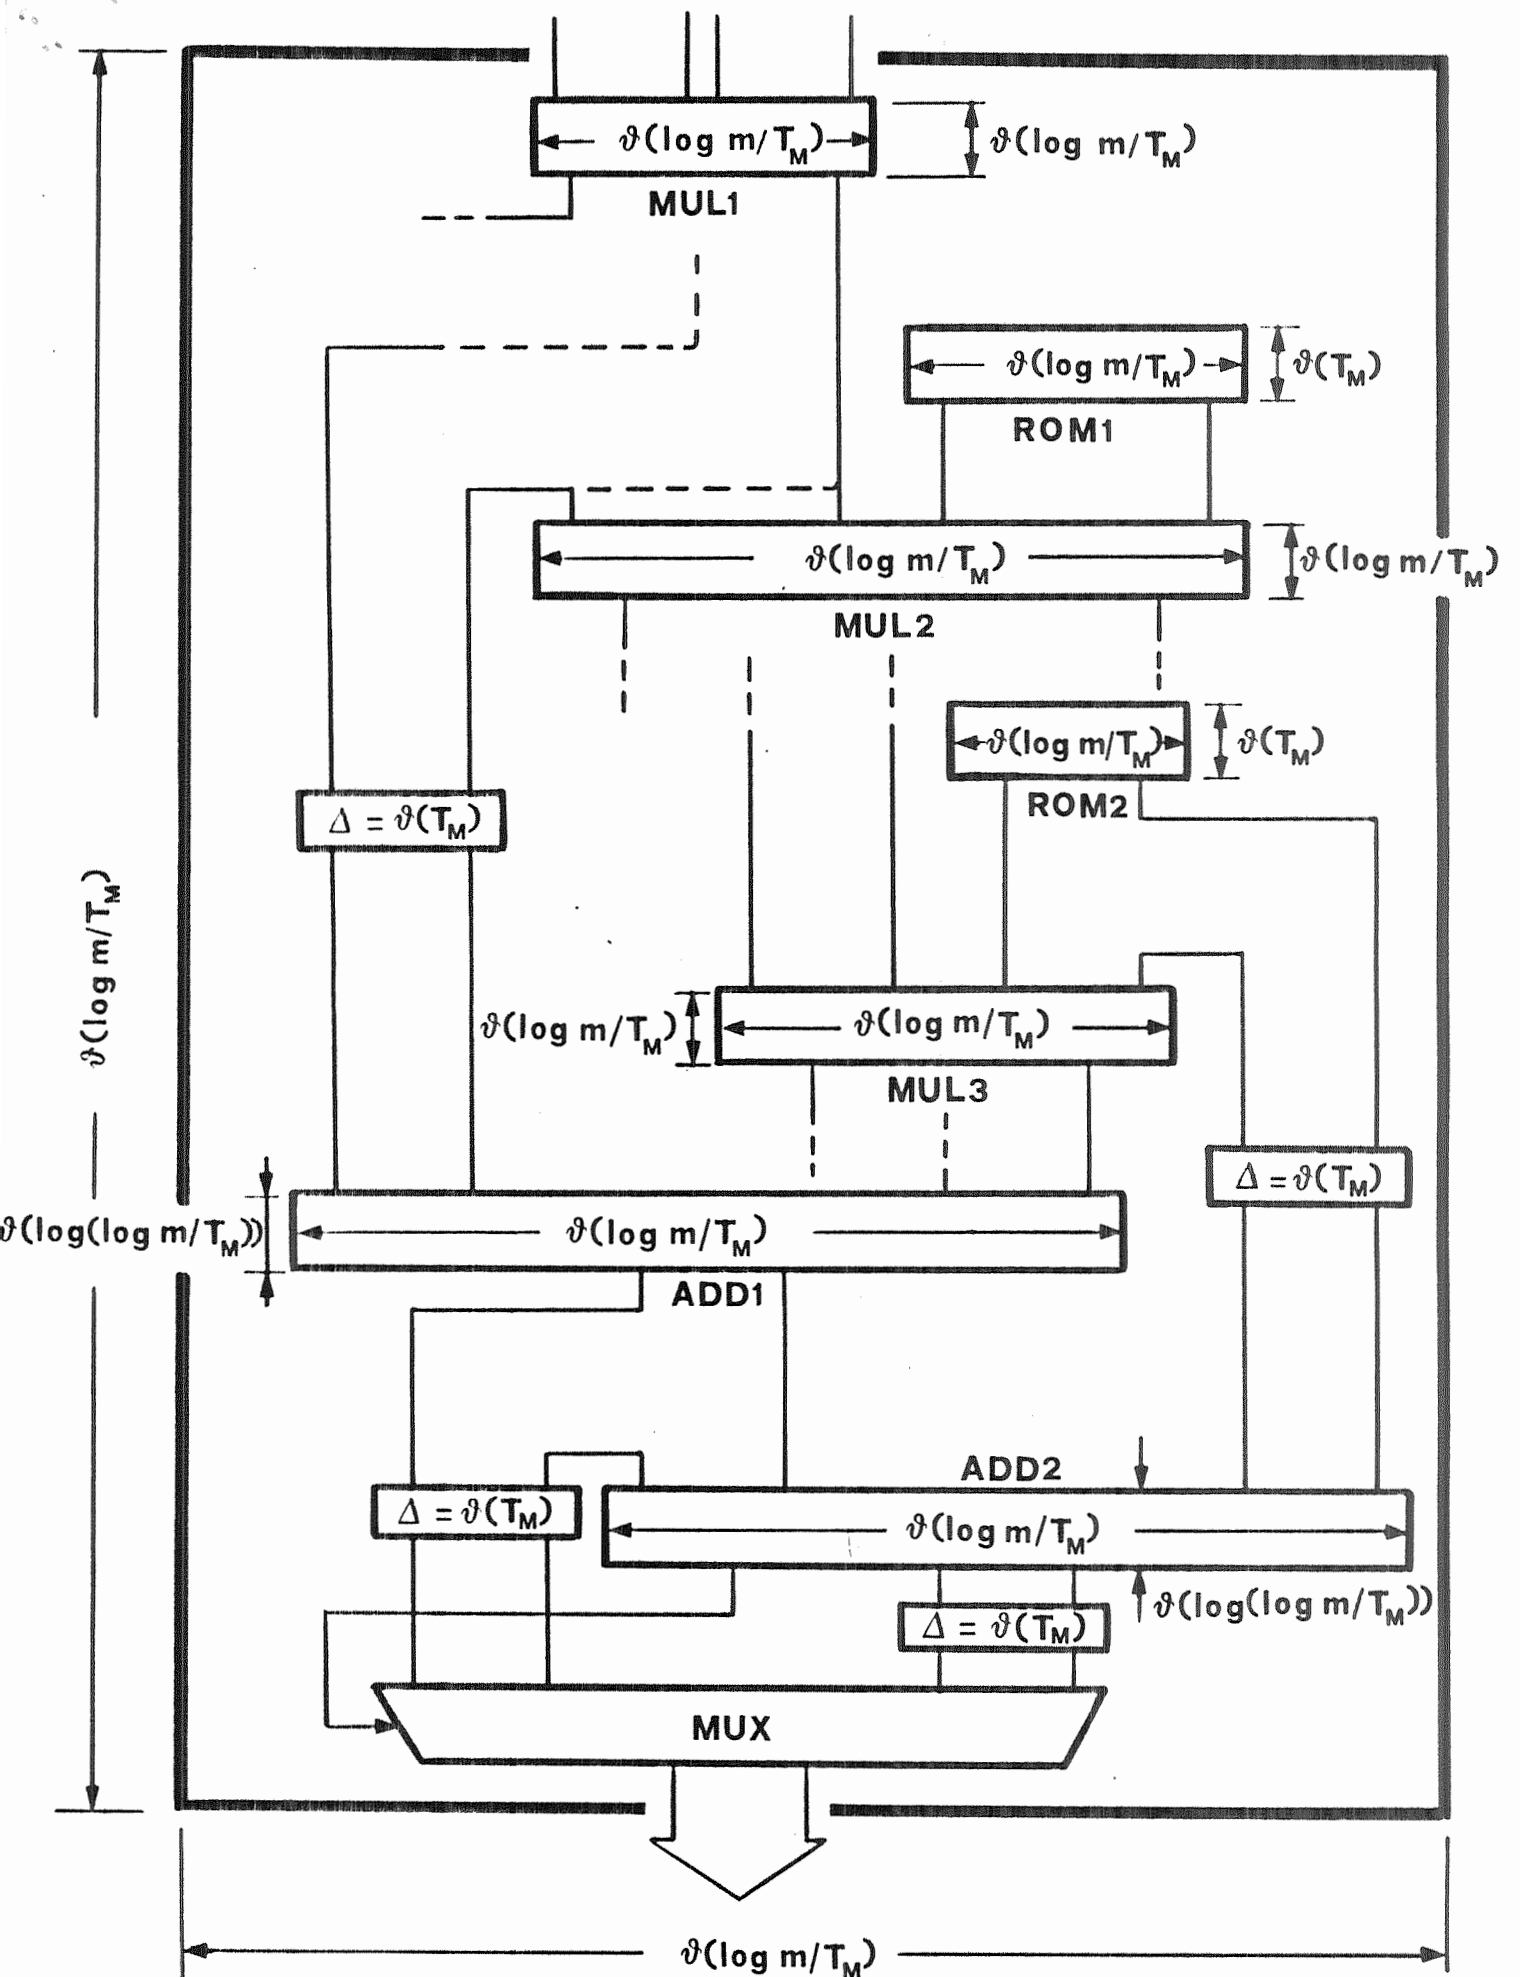 ϑ(log m/T_M)
ϑ(log m/T_M)
MUL1
ϑ(log m/T_M)
ϑ(T_M)
ROM1
ϑ(log m/T_M)
ϑ(log m/T_M)
MUL2
ϑ(log m/T_M)
ϑ(T_M)
ROM2
Δ = ϑ(T_M)
ϑ(log m/T_M)
ϑ(log m/T_M)
ϑ(log m/T_M)
MUL3
Δ = ϑ(T_M)
ϑ(log(log m/T_M))
ϑ(log m/T_M)
ADD1
ADD2
Δ = ϑ(T_M)
ϑ(log m/T_M)
ϑ(log(log m/T_M))
Δ = ϑ(T_M)
MUX
ϑ(log m/T_M)